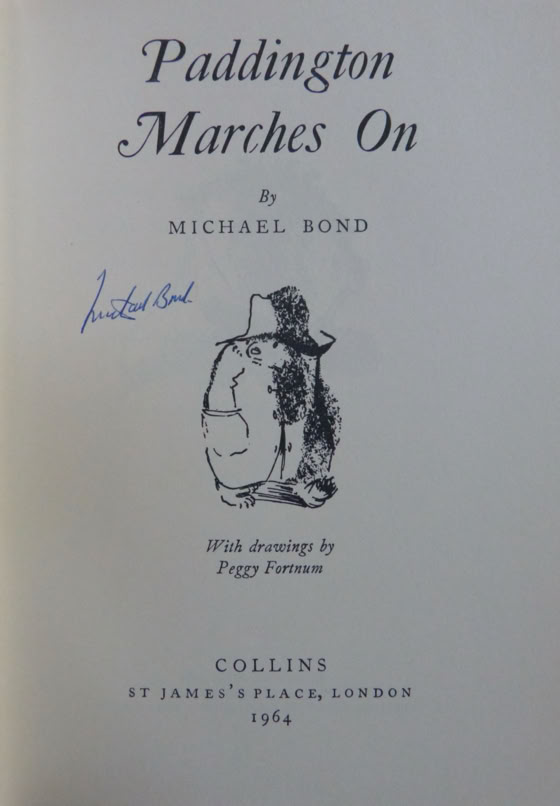 Paddington
Marches On
By
MICHAEL BOND
Michael Bond
With drawings by
Peggy Fortnum
COLLINS
ST JAMES'S PLACE, LONDON
1964